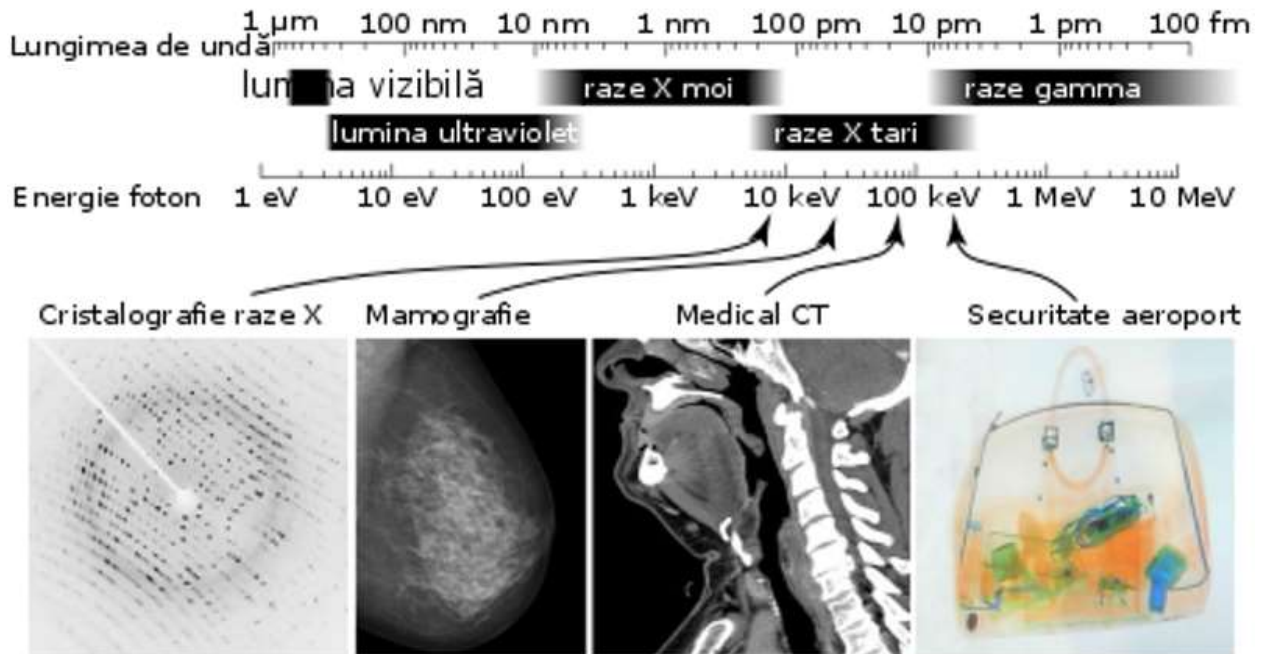 1 µm 100 nm 10 nm 1 nm 100 pm 10 pm 1 pm 100 fm
Lungimea de undă
lumina vizibilă raze X moi raze gamma
lumina ultraviolet raze X tari
Energie foton 1 eV 10 eV 100 eV 1 keV 10 keV 100 keV 1 MeV 10 MeV
Cristalografie raze X Mamografie Medical CT Securitate aeroport